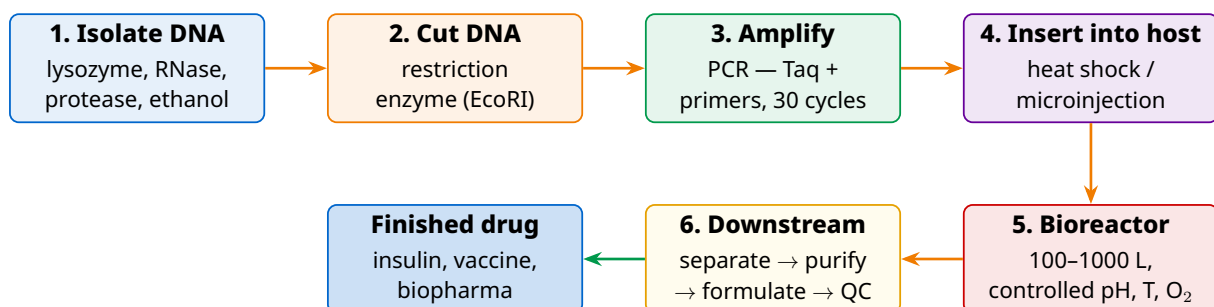 1. Isolate DNA
lysozyme, RNase,
protease, ethanol
2. Cut DNA
restriction
enzyme (EcoRI)
3. Amplify
PCR — Taq +
primers, 30 cycles
4. Insert into host
heat shock /
microinjection
5. Bioreactor
100–1000 L,
controlled pH, T, O₂
6. Downstream
separate → purify
→ formulate → QC
Finished drug
insulin, vaccine,
biopharma